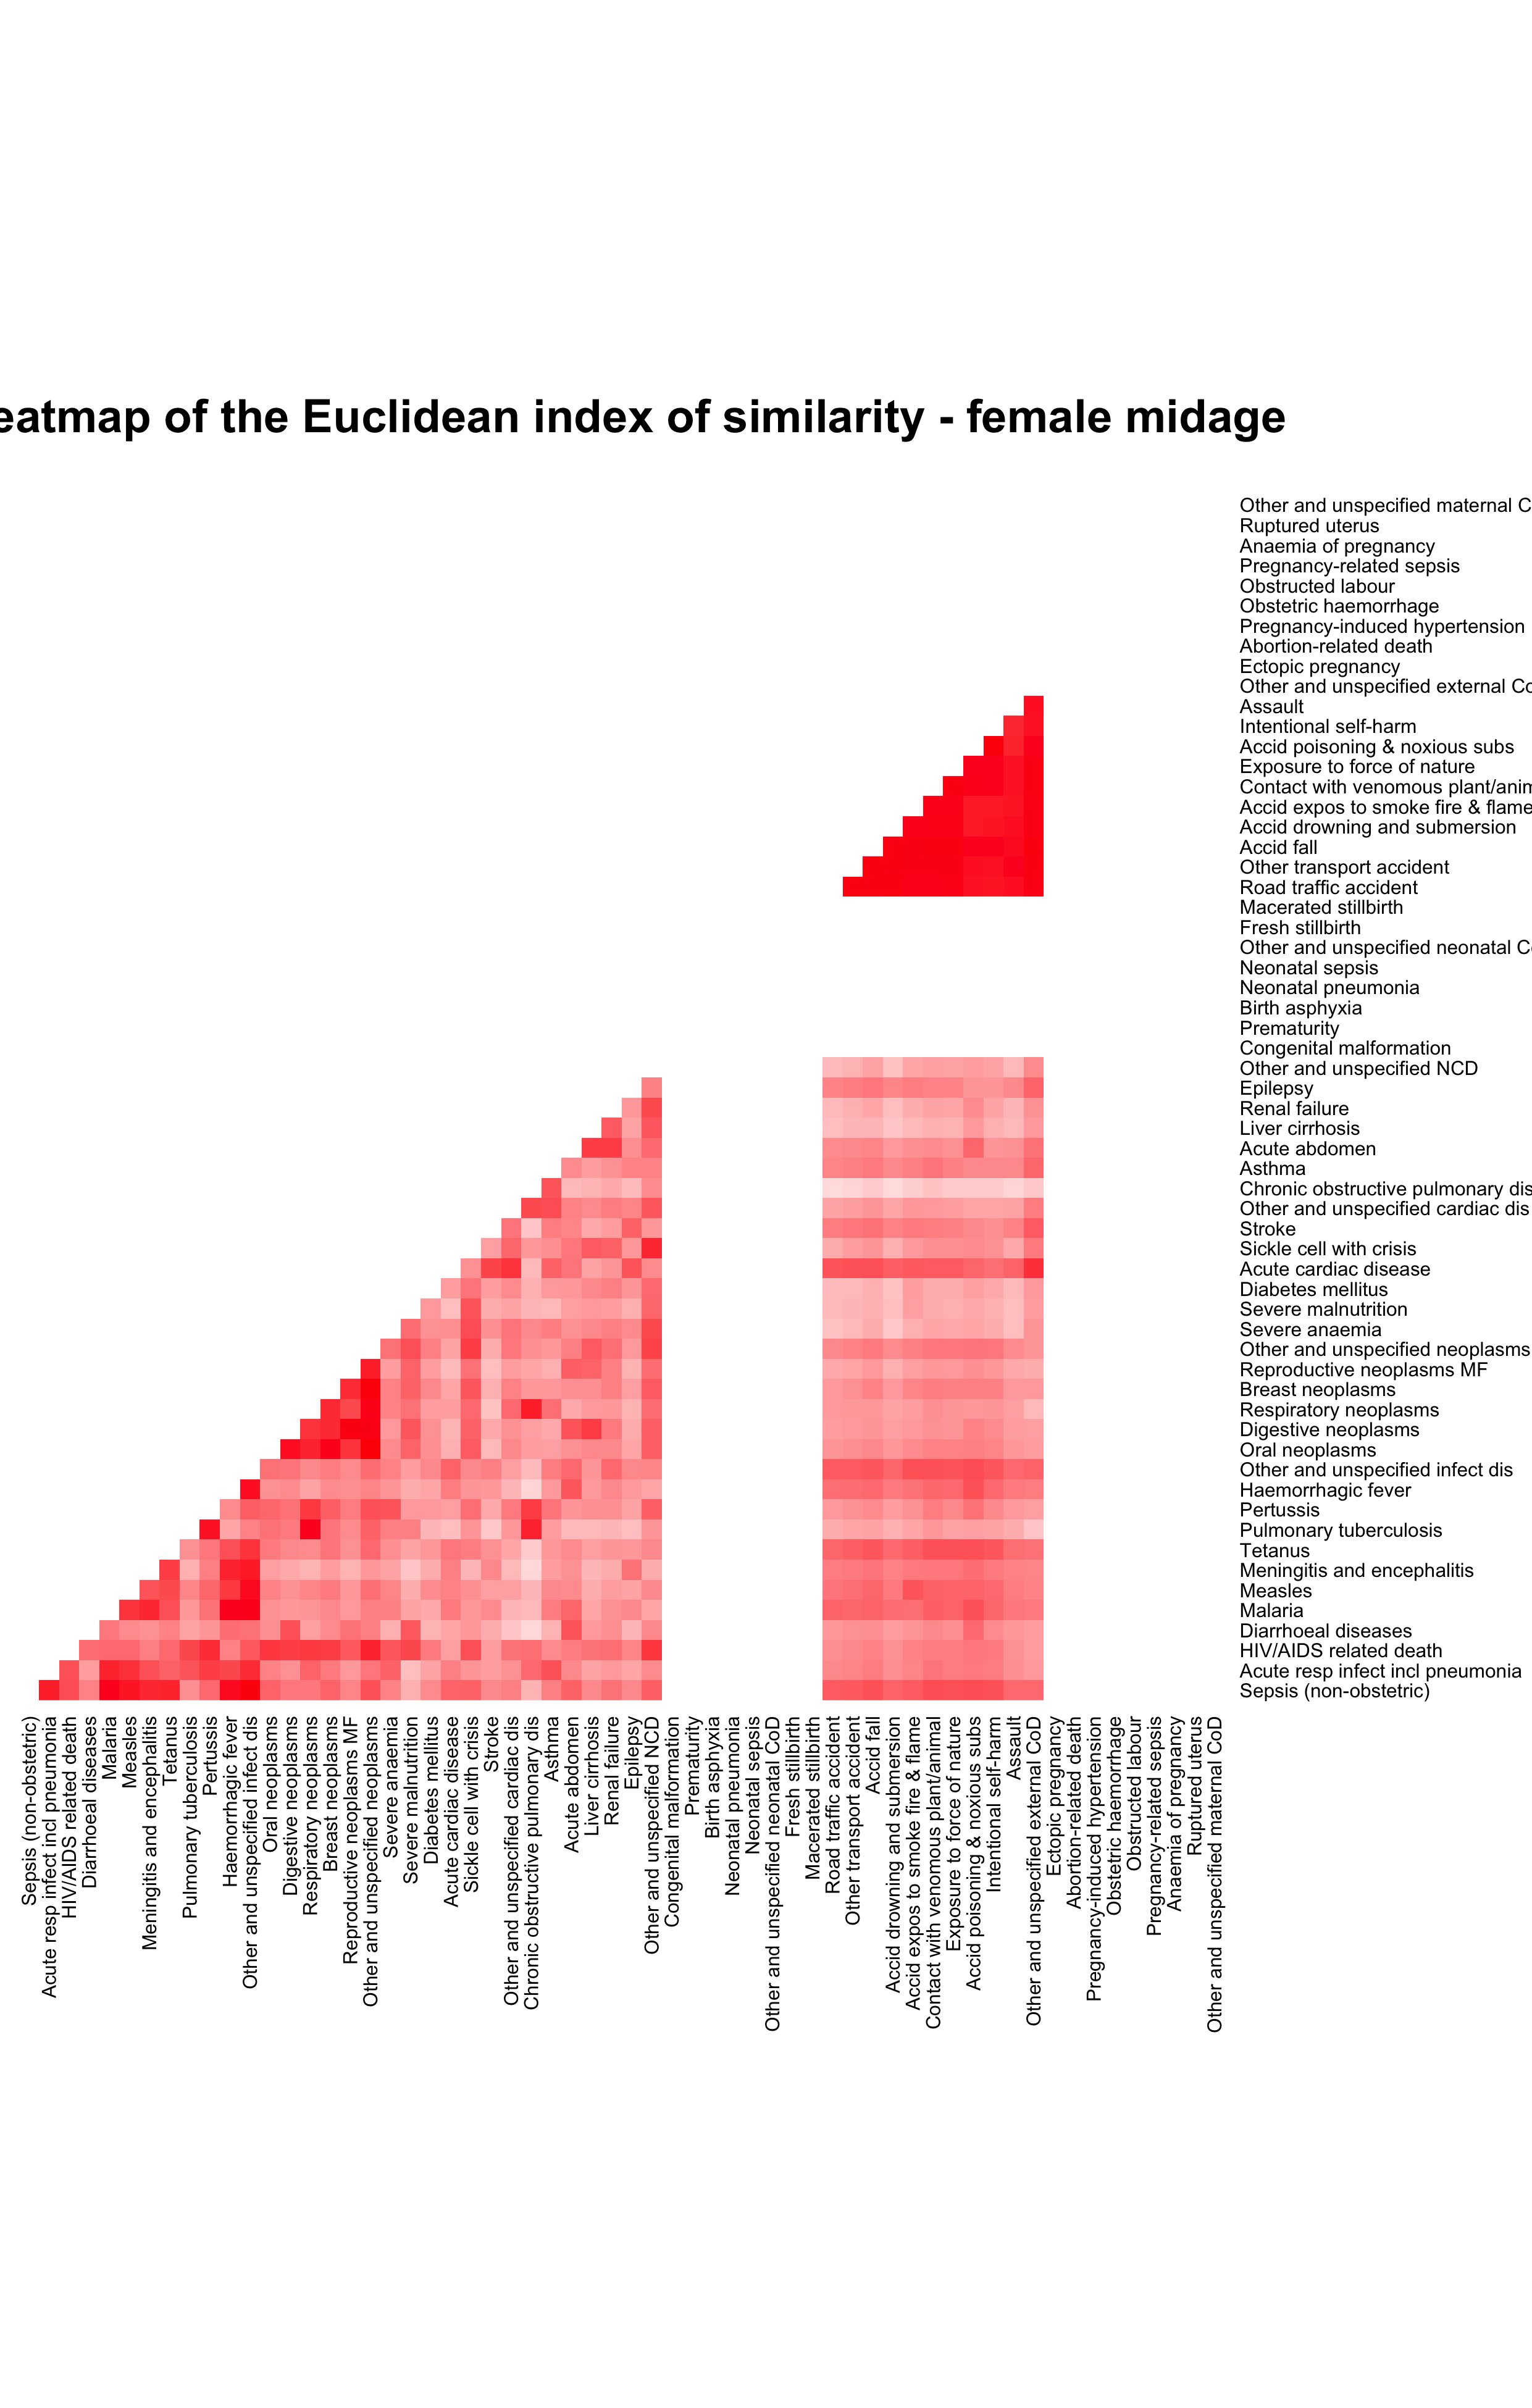 eatmap of the Euclidean index of similarity - female midage
Other and unspecified maternal C
Ruptured uterus
Anaemia of pregnancy
Pregnancy-related sepsis
Obstructed labour
Obstetric haemorrhage
Pregnancy-induced hypertension
Abortion-related death
Ectopic pregnancy
Other and unspecified external Co
Assault
Intentional self-harm
Accid poisoning & noxious subs
Exposure to force of nature
Contact with venomous plant/anim
Accid expos to smoke fire & flame
Accid drowning and submersion
Accid fall
Other transport accident
Road traffic accident
Macerated stillbirth
Fresh stillbirth
Other and unspecified neonatal Co
Neonatal sepsis
Neonatal pneumonia
Birth asphyxia
Prematurity
Congenital malformation
Other and unspecified NCD
Epilepsy
Renal failure
Liver cirrhosis
Acute abdomen
Asthma
Chronic obstructive pulmonary dis
Other and unspecified cardiac dis
Stroke
Sickle cell with crisis
Acute cardiac disease
Diabetes mellitus
Severe malnutrition
Severe anaemia
Other and unspecified neoplasms
Reproductive neoplasms MF
Breast neoplasms
Respiratory neoplasms
Digestive neoplasms
Oral neoplasms
Other and unspecified infect dis
Haemorrhagic fever
Pertussis
Pulmonary tuberculosis
Tetanus
Meningitis and encephalitis
Measles
Malaria
Diarrhoeal diseases
HIV/AIDS related death
Acute resp infect incl pneumonia
Sepsis (non-obstetric)
Sepsis (non-obstetric)
Acute resp infect incl pneumonia
HIV/AIDS related death
Diarrhoeal diseases
Malaria
Measles
Meningitis and encephalitis
Tetanus
Pulmonary tuberculosis
Pertussis
Haemorrhagic fever
Other and unspecified infect dis
Oral neoplasms
Digestive neoplasms
Respiratory neoplasms
Breast neoplasms
Reproductive neoplasms MF
Other and unspecified neoplasms
Severe anaemia
Severe malnutrition
Diabetes mellitus
Acute cardiac disease
Sickle cell with crisis
Stroke
Other and unspecified cardiac dis
Chronic obstructive pulmonary dis
Asthma
Acute abdomen
Liver cirrhosis
Renal failure
Epilepsy
Other and unspecified NCD
Congenital malformation
Prematurity
Birth asphyxia
Neonatal pneumonia
Neonatal sepsis
Other and unspecified neonatal CoD
Fresh stillbirth
Macerated stillbirth
Road traffic accident
Other transport accident
Accid fall
Accid drowning and submersion
Accid expos to smoke fire & flame
Contact with venomous plant/animal
Exposure to force of nature
Accid poisoning & noxious subs
Intentional self-harm
Assault
Other and unspecified external CoD
Ectopic pregnancy
Abortion-related death
Pregnancy-induced hypertension
Obstetric haemorrhage
Obstructed labour
Pregnancy-related sepsis
Anaemia of pregnancy
Ruptured uterus
Other and unspecified maternal CoD